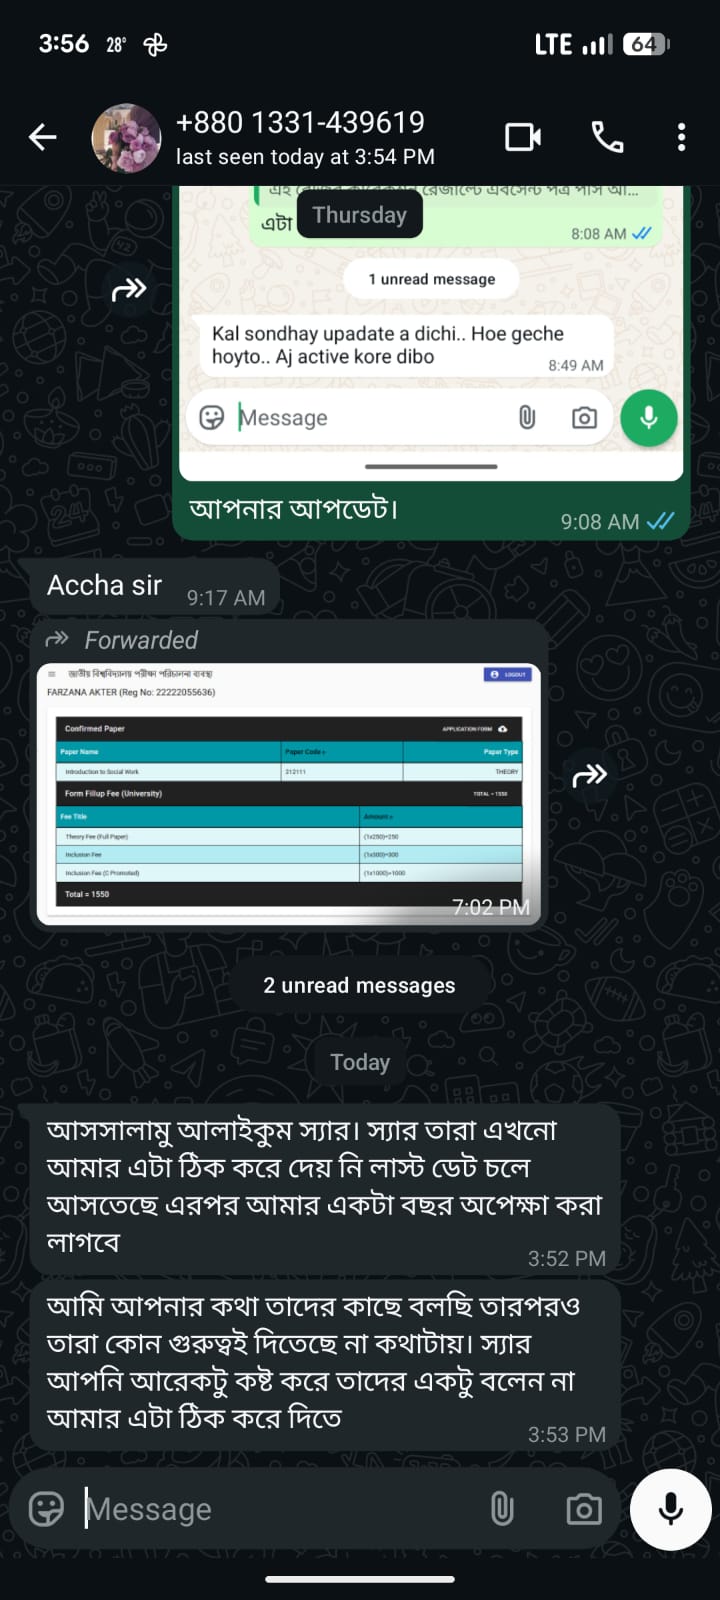 3:56 28° LTE 64
+880 1331-439619
last seen today at 3:54 PM
Thursday
এটা
8:08 AM
1 unread message
Kal sondhay upadate a dichi.. Hoe geche
hoyto.. Aj active kore dibo
8:49 AM
Message
আপনার আপডেট।
9:08 AM
Accha sir 9:17 AM
Forwarded
জাতীয় বিশ্ববিদ্যালয় পরীক্ষা পরিচালনা ব্যবস্থা LOGOUT
FARZANA AKTER (Reg No: 22222055636)
Confirmed Paper APPLICATION FORM
Paper Name Paper Code Paper Type
Introduction to Social Work 212111 THEORY
Form Fillup Fee (University) TOTAL = 1550
Fee Title Amount
Theory Fee (Full Paper) (1x250)=250
Inclusion Fee (1x300)=300
Inclusion Fee (C Promoted) (1x1000)=1000
Total = 1550
7:02 PM
2 unread messages
Today
আসসালামু আলাইকুম স্যার। স্যার তারা এখনো
আমার এটা ঠিক করে দেয় নি লাস্ট ডেট চলে
আসতেছে এরপর আমার একটা বছর অপেক্ষা করা
লাগবে
3:52 PM
আমি আপনার কথা তাদের কাছে বলছি তারপরও
তারা কোন গুরুত্বই দিতেছে না কথাটায়। স্যার
আপনি আরেকটু কষ্ট করে তাদের একটু বলেন না
আমার এটা ঠিক করে দিতে
3:53 PM
Message